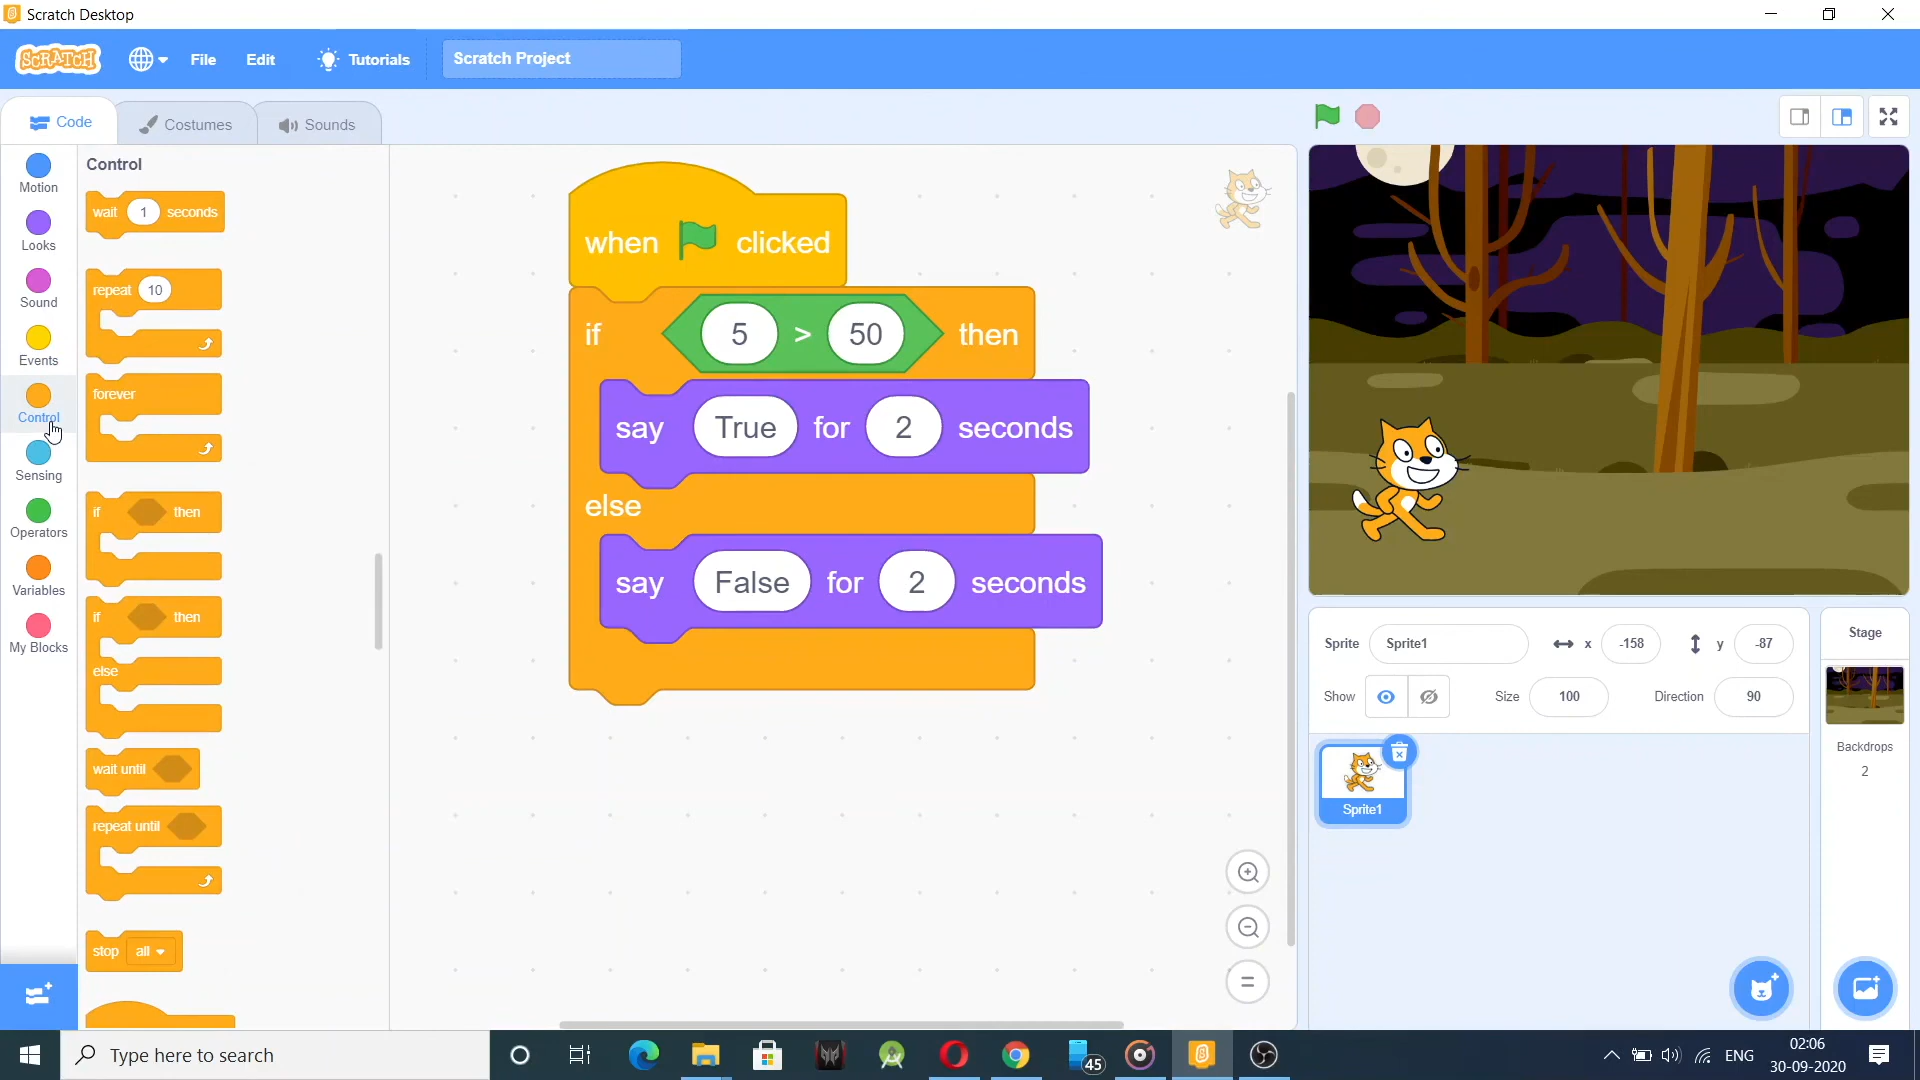 Scratch Desktop
SCRATCH File Edit Tutorials Scratch Project
Code Costumes Sounds
Motion
Looks
Sound
Events
Control
Sensing
Operators
Variables
My Blocks
Control
wait 1 seconds
repeat 10
forever
if then
if then
else
wait until
repeat until
stop all
when clicked
if 5 > 50 then
say True for 2 seconds
else
say False for 2 seconds
Sprite Sprite1 x -158 y -87
Show Size 100 Direction 90
Sprite1
Stage
Backdrops
2
Type here to search
45
ENG
02:06
30-09-2020